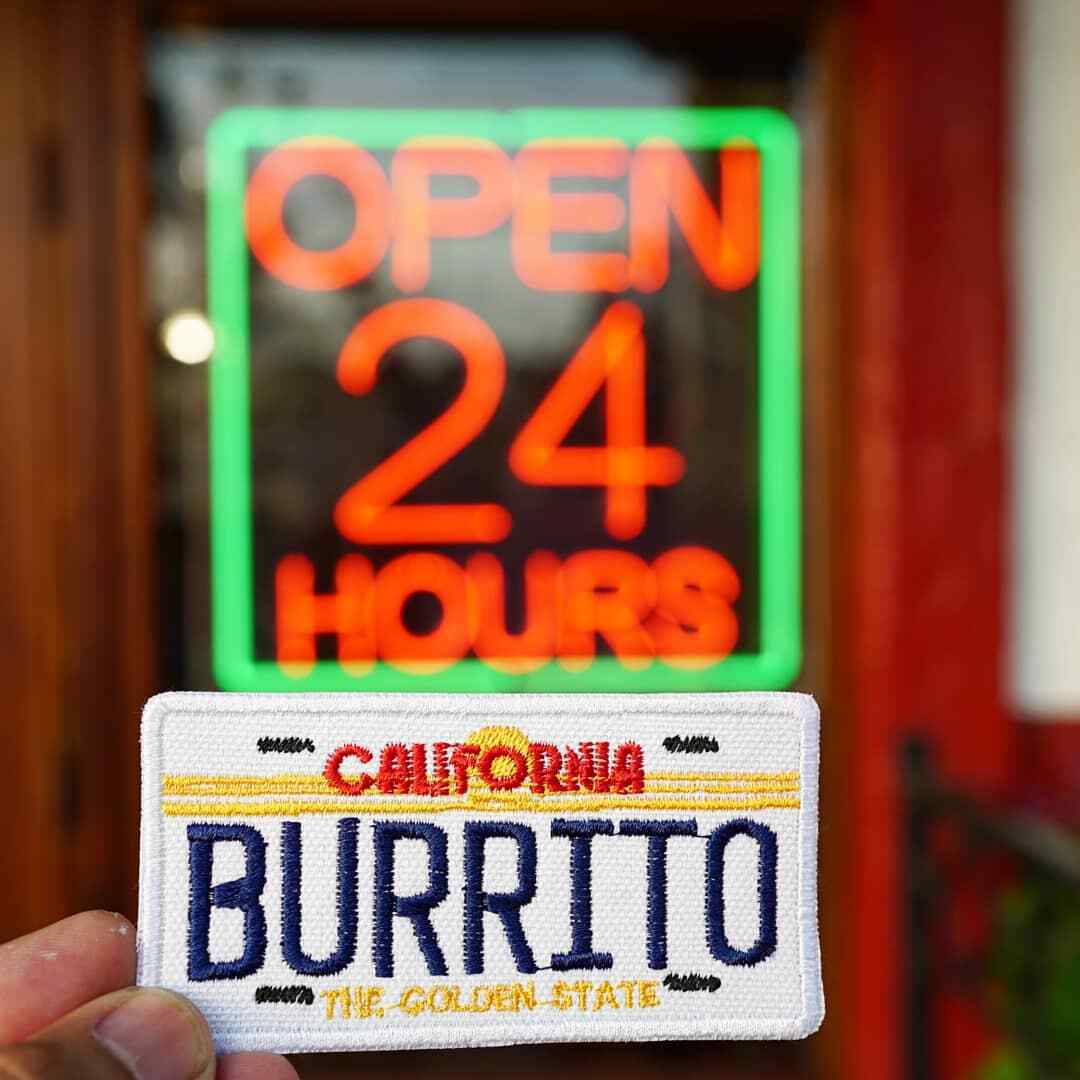 OPEN
24
HOURS
CALIFORNIA
BURRITO
THE GOLDEN STATE